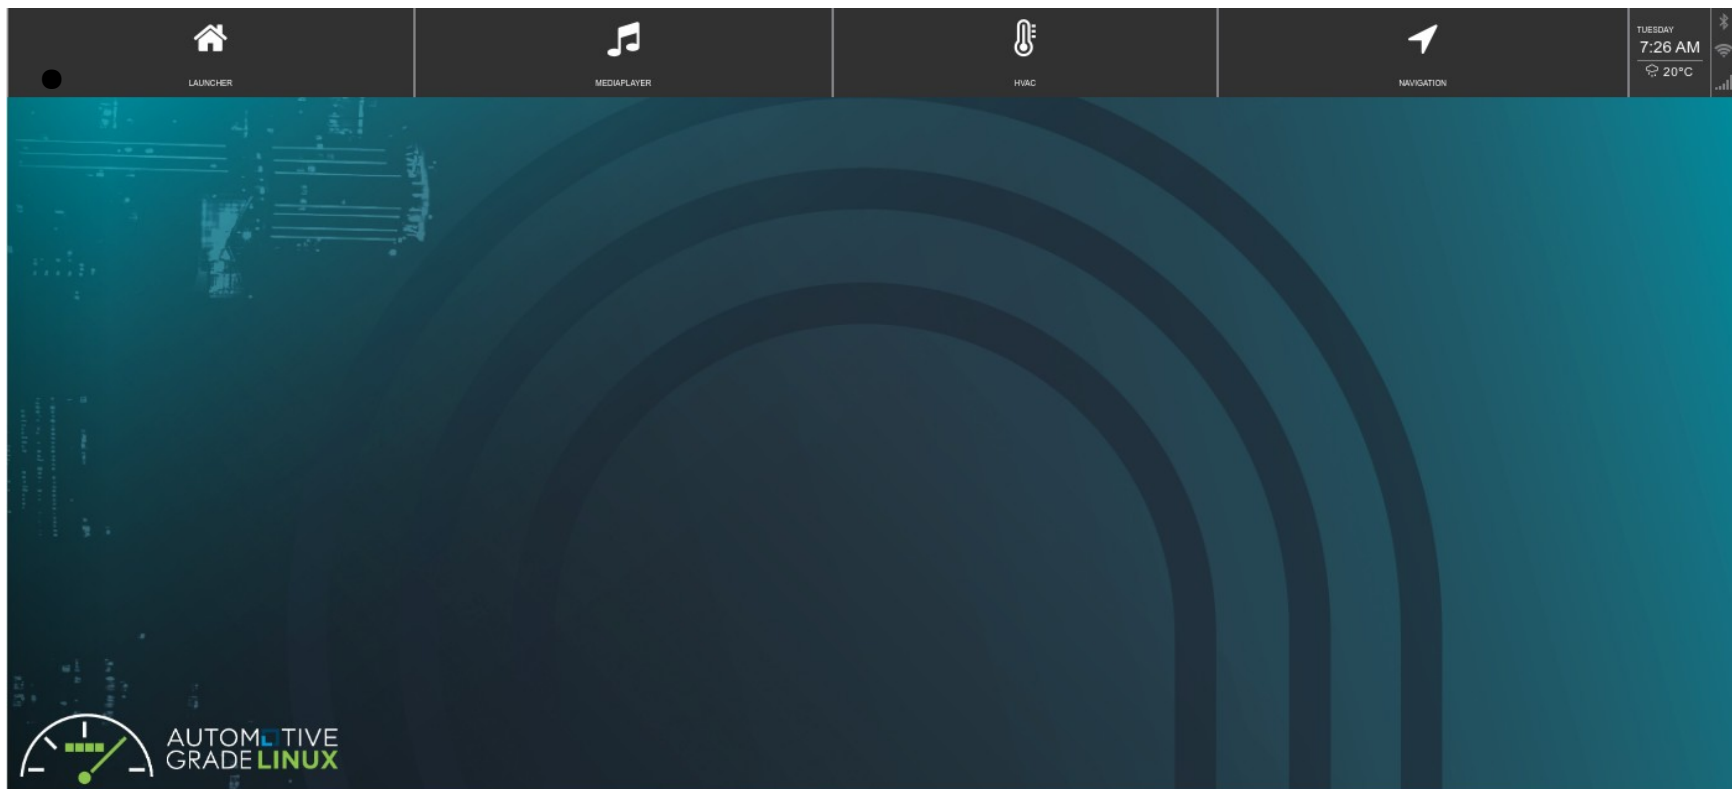 LAUNCHER
MEDIAPLAYER
HVAC
NAVIGATION
TUESDAY
7:26 AM
20°C
AUTOMOTIVE
GRADE LINUX